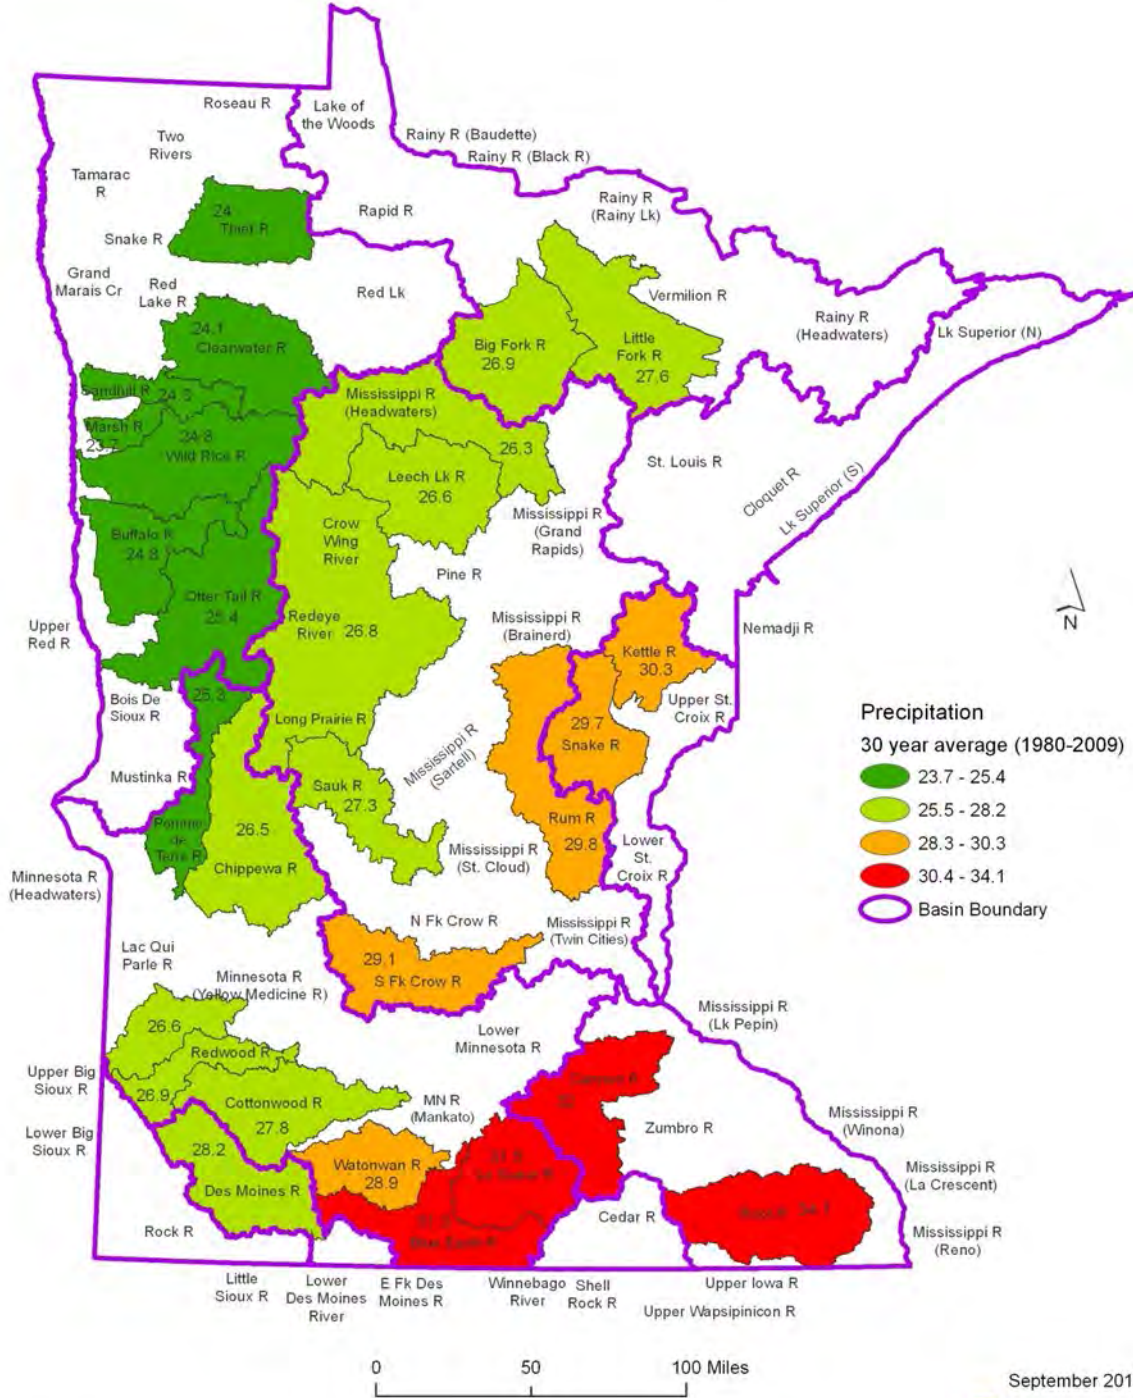 Roseau R
Lake of
the Woods
Two
Rivers
Rainy R (Baudette)
Rainy R (Black R)
Tamarac
R
24
Thief R
Rapid R
Rainy R
(Rainy Lk)
Snake R
Grand
Marais Cr
Red
Lake R
Red Lk
Vermilion R
Rainy R
(Headwaters)
Lk Superior (N)
24.1
Clearwater R
Big Fork R
26.9
Little
Fork R
27.6
Sandhill R
24.3
Mississippi R
(Headwaters)
Marsh R
23.7
24.8
Wild Rice R
26.3
Leech Lk R
26.6
St. Louis R
Cloquet R
Lk Superior (S)
Mississippi R
(Grand
Rapids)
Crow
Wing
River
Buffalo R
24.8
Pine R
Otter Tail R
25.4
Redeye
River
26.8
Mississippi R
(Brainerd)
Nemadji R
N
Upper
Red R
Kettle R
30.3
Bois De
Sioux R
25.3
Upper St.
Croix R
Long Prairie R
Mississippi R
(Sartell)
29.7
Snake R
Precipitation
30 year average (1980-2009)
23.7 - 25.4
25.5 - 28.2
28.3 - 30.3
30.4 - 34.1
Basin Boundary
Mustinka R
Sauk R
27.3
Pomme
de
Terre R
26.5
Chippewa R
Rum R
29.8
Mississippi R
(St. Cloud)
Lower
St.
Croix R
Minnesota R
(Headwaters)
N Fk Crow R
Mississippi R
(Twin Cities)
Lac Qui
Parle R
29.1
S Fk Crow R
Minnesota R
(Yellow Medicine R)
Mississippi R
(Lk Pepin)
26.6
Redwood R
Lower
Minnesota R
Upper Big
Sioux R
26.9
Cottonwood R
27.8
MN R
(Mankato)
Zumbro R
Mississippi R
(Winona)
Lower Big
Sioux R
28.2
Watonwan R
28.9
Des Moines R
Mississippi R
(La Crescent)
Rock R
Cedar R
34.1
Mississippi R
(Reno)
Little
Sioux R
Lower
Des Moines
River
E Fk Des
Moines R
Winnebago
River
Shell
Rock R
Upper Iowa R
Upper Wapsipinicon R
0 50 100 Miles
September 201